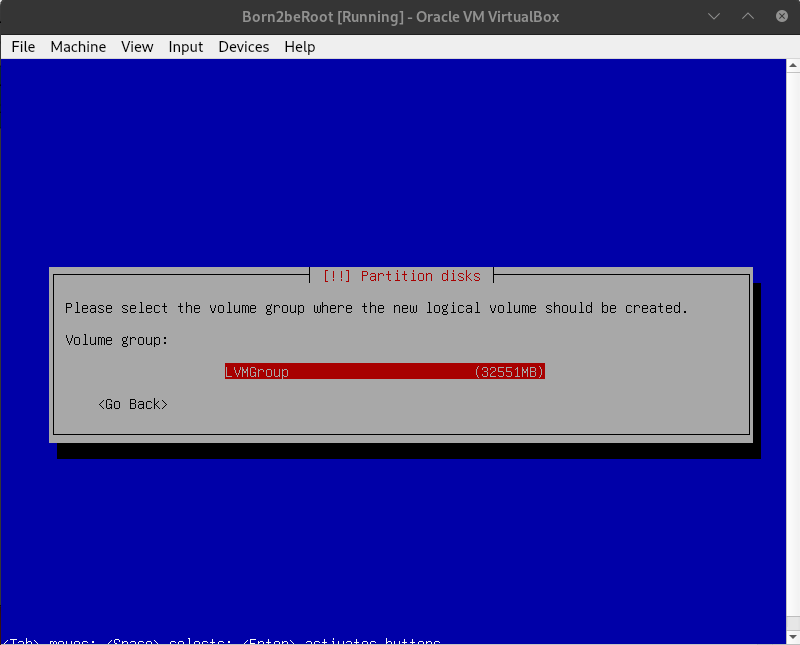 Born2beRoot [Running] - Oracle VM VirtualBox
File Machine View Input Devices Help
[!!] Partition disks
Please select the volume group where the new logical volume should be created.
Volume group:
LVMGroup (32551MB)
<Go Back>
<Tab> moves; <Space> selects; <Enter> activates buttons